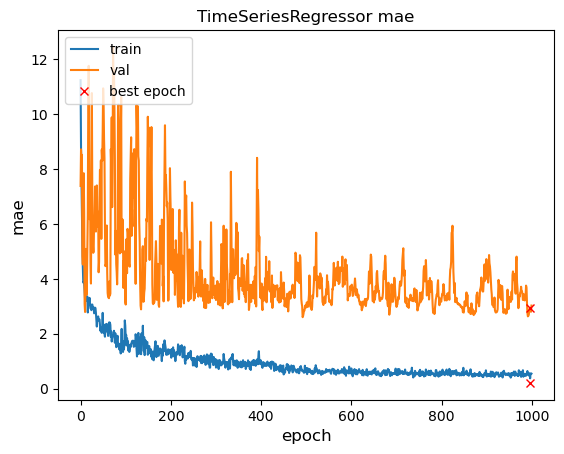 TimeSeriesRegressor mae
train
val
best epoch
mae
12
10
8
6
4
2
0
0 200 400 600 800 1000
epoch